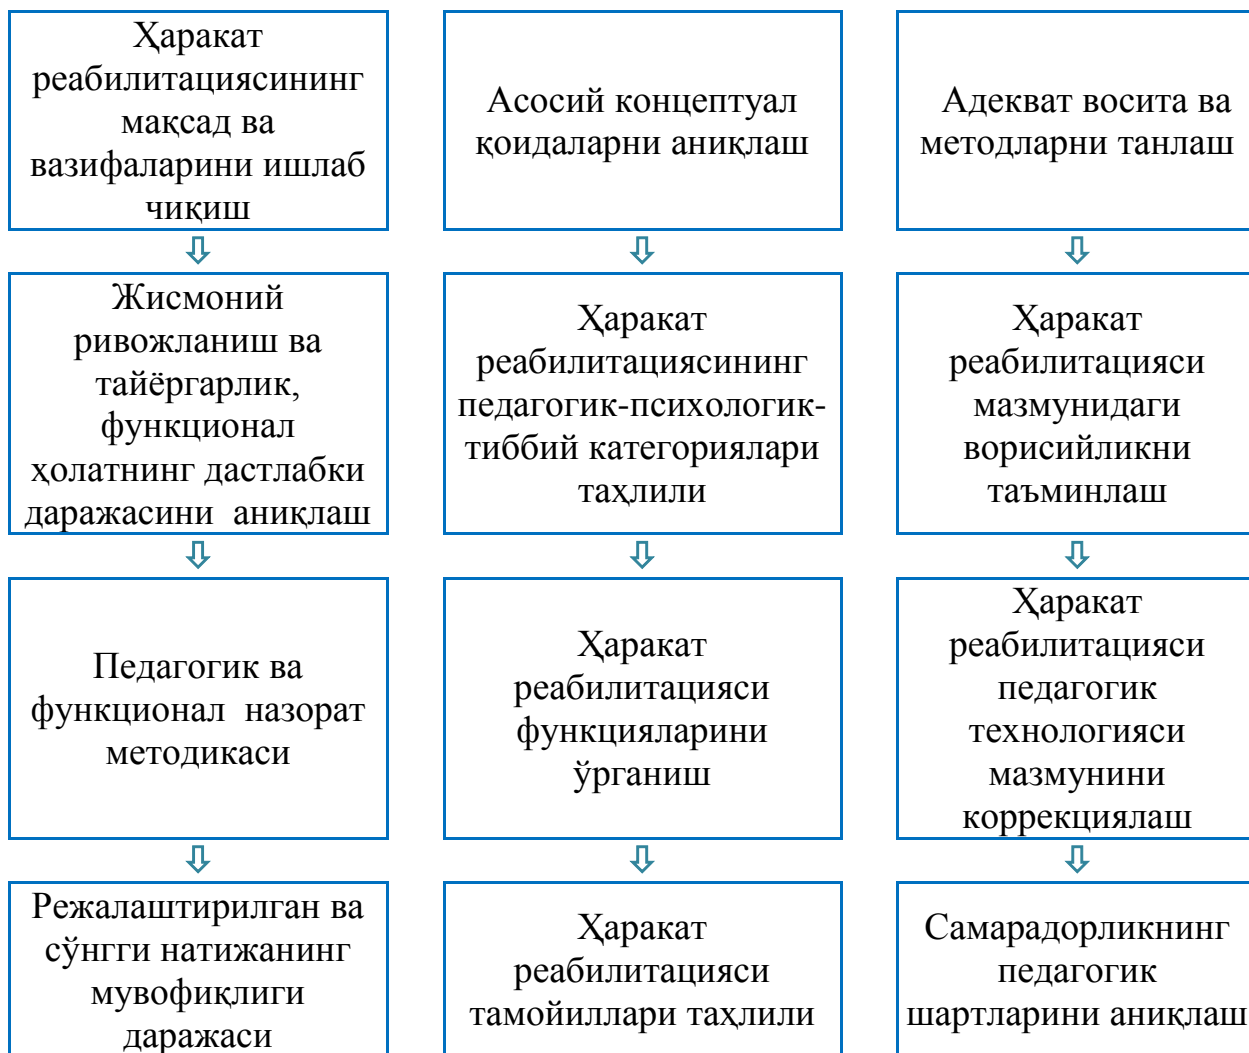 Ҳаракат
реабилитациясининг
мақсад ва
вазифаларини ишлаб
чиқиш
Асосий концептуал
қоидаларни аниқлаш
Адекват восита ва
методларни танлаш
Жисмоний
ривожланиш ва
тайёргарлик,
функционал
ҳолатнинг дастлабки
даражасини аниқлаш
Ҳаракат
реабилитациясининг
педагогик-психологик-
тиббий категориялари
таҳлили
Ҳаракат
реабилитацияси
мазмунидаги
ворисийликни
таъминлаш
Педагогик ва
функционал назорат
методикаси
Ҳаракат
реабилитацияси
функцияларини
ўрганиш
Ҳаракат
реабилитацияси
педагогик
технологияси
мазмунини
коррекциялаш
Режалаштирилган ва
сўнгги натижанинг
мувофиқлиги
даражаси
Ҳаракат
реабилитацияси
тамойиллари таҳлили
Самарадорликнинг
педагогик
шартларини аниқлаш